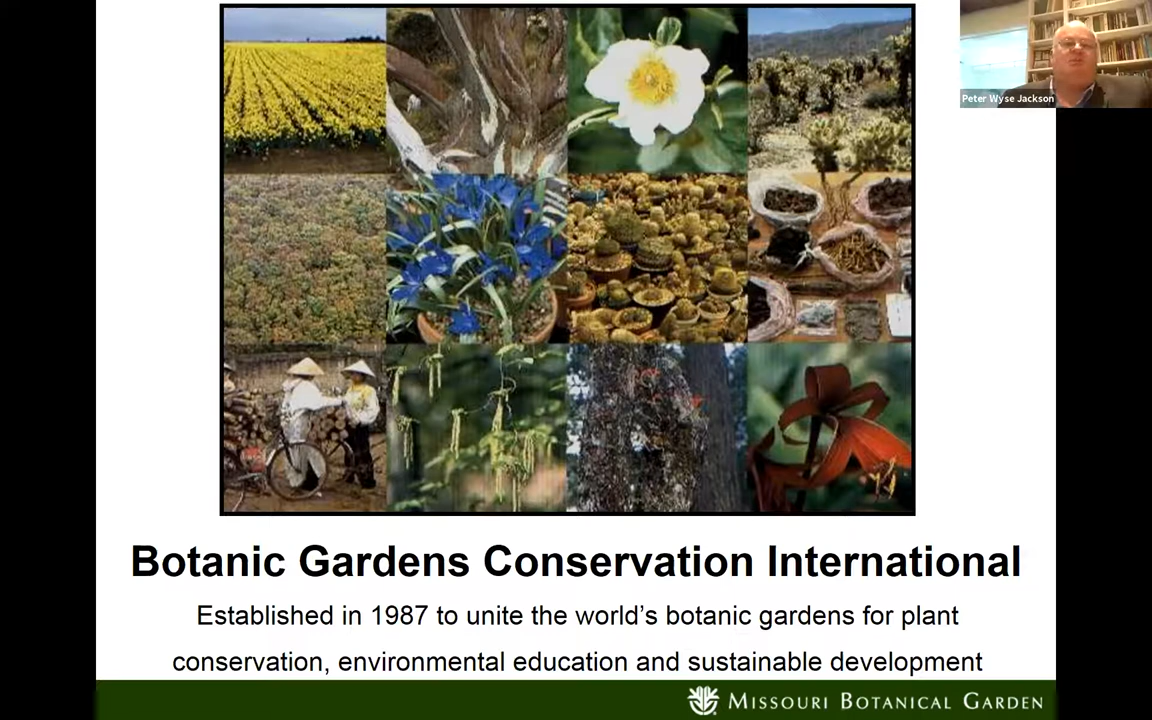 Peter Wyse Jackson
Botanic Gardens Conservation International
Established in 1987 to unite the world's botanic gardens for plant
conservation, environmental education and sustainable development
MISSOURI BOTANICAL GARDEN